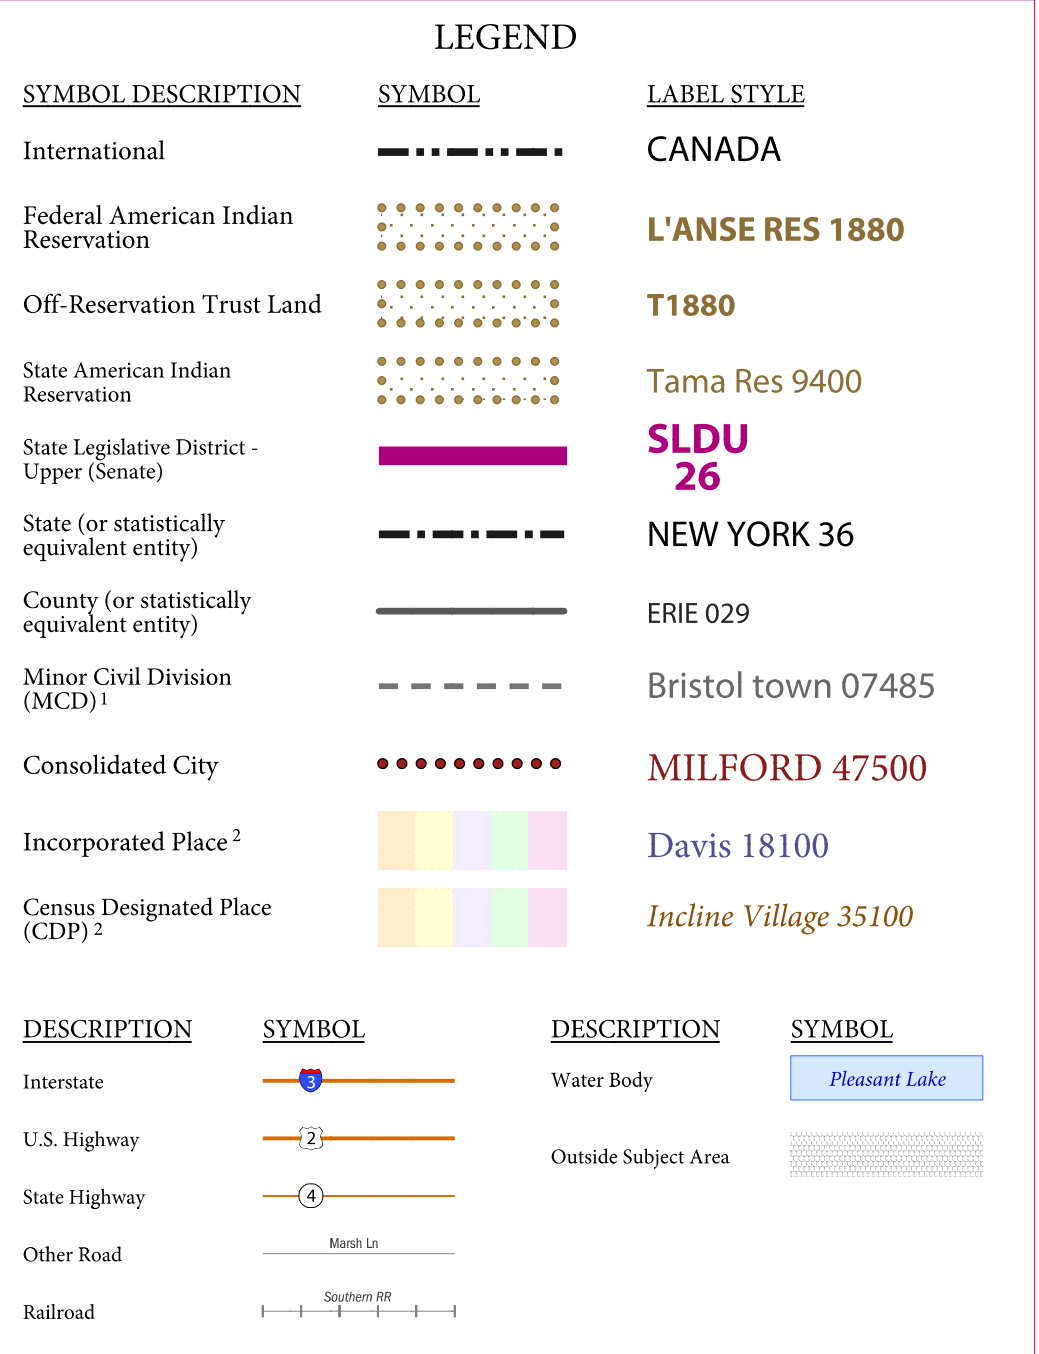 LEGEND
SYMBOL DESCRIPTION SYMBOL LABEL STYLE
International CANADA
Federal American Indian
Reservation L'ANSE RES 1880
Off-Reservation Trust Land T1880
State American Indian
Reservation Tama Res 9400
State Legislative District -
Upper (Senate) SLDU
26
State (or statistically
equivalent entity) NEW YORK 36
County (or statistically
equivalent entity) ERIE 029
Minor Civil Division
(MCD)1 Bristol town 07485
Consolidated City MILFORD 47500
Incorporated Place 2 Davis 18100
Census Designated Place
(CDP) 2 Incline Village 35100
DESCRIPTION SYMBOL
Interstate 3
U.S. Highway 2
State Highway 4
Other Road Marsh Ln
Railroad Southern RR
DESCRIPTION SYMBOL
Water Body Pleasant Lake
Outside Subject Area